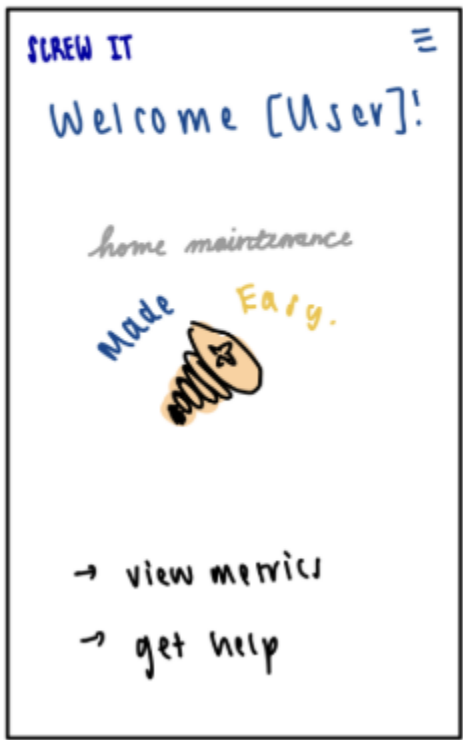 SCREW IT
Welcome [User]!
home maintenance
Made Easy.
→ view metrics
→ get help